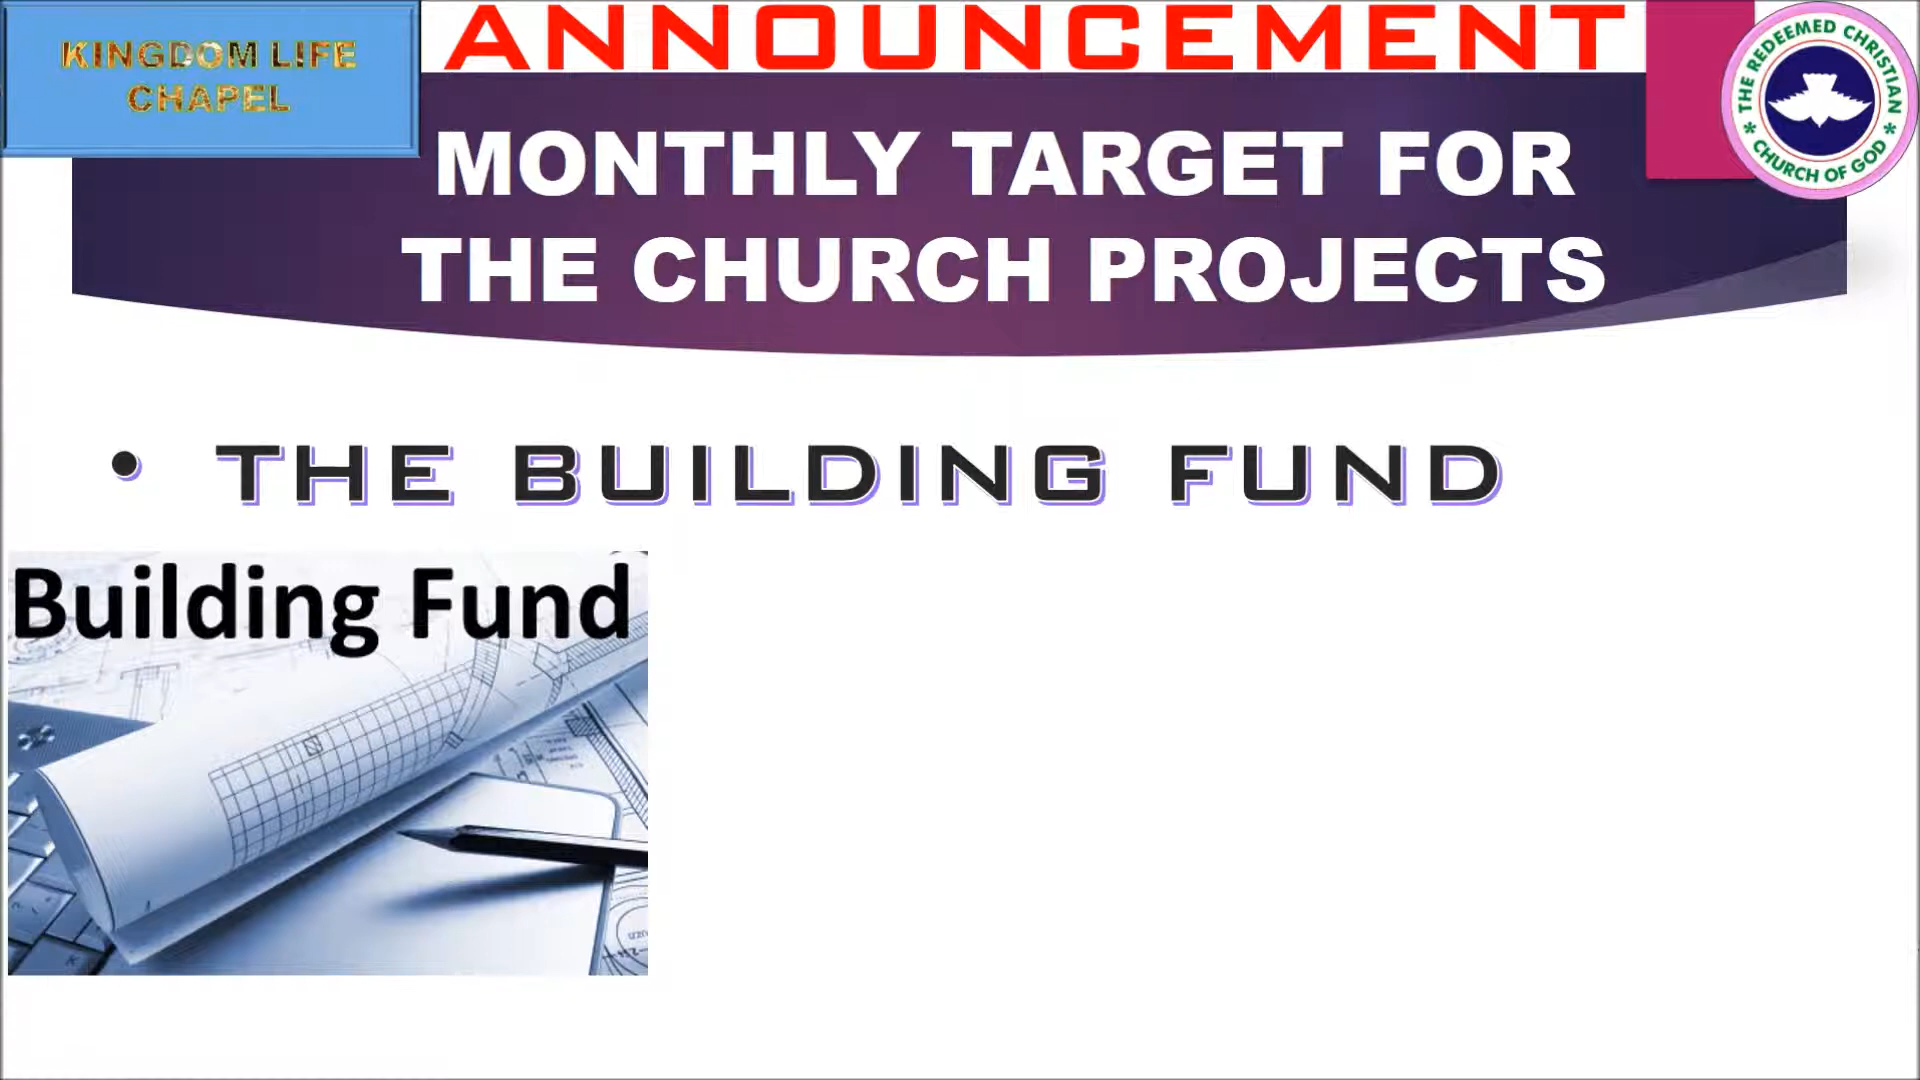 KINGDOM LIFE
CHAPEL
ANNOUNCEMENT
THE REDEEMED CHRISTIAN
* CHURCH OF GOD *
MONTHLY TARGET FOR
THE CHURCH PROJECTS
• THE BUILDING FUND
Building Fund